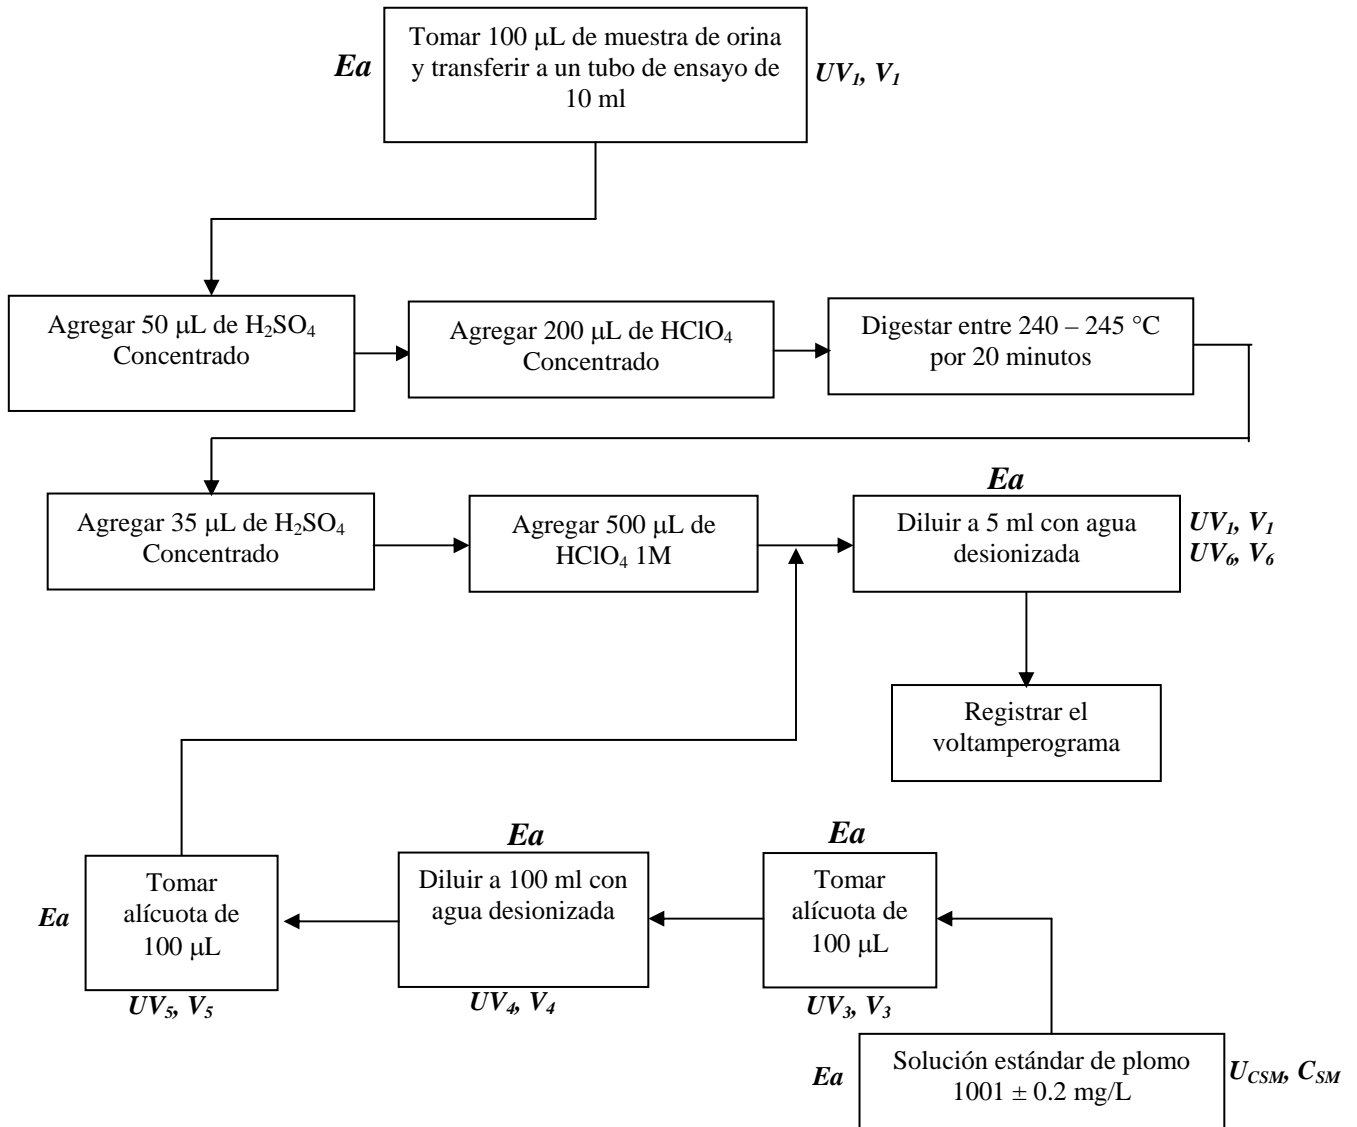 Ea
Tomar 100 μL de muestra de orina
y transferir a un tubo de ensayo de
10 ml
UV₁, V₁
Agregar 50 μL de H₂SO₄
Concentrado
Agregar 200 μL de HClO₄
Concentrado
Digestar entre 240 – 245 °C
por 20 minutos
Agregar 35 μL de H₂SO₄
Concentrado
Agregar 500 μL de
HClO₄ 1M
Ea
Diluir a 5 ml con agua
desionizada
UV₁, V₁
UV₆, V₆
Registrar el
voltamperograma
Ea
Tomar
alícuota de
100 μL
UV₅, V₅
Ea
Diluir a 100 ml con
agua desionizada
UV₄, V₄
Ea
Tomar
alícuota de
100 μL
UV₃, V₃
Ea
Solución estándar de plomo
1001 ± 0.2 mg/L
U_CSM, C_SM